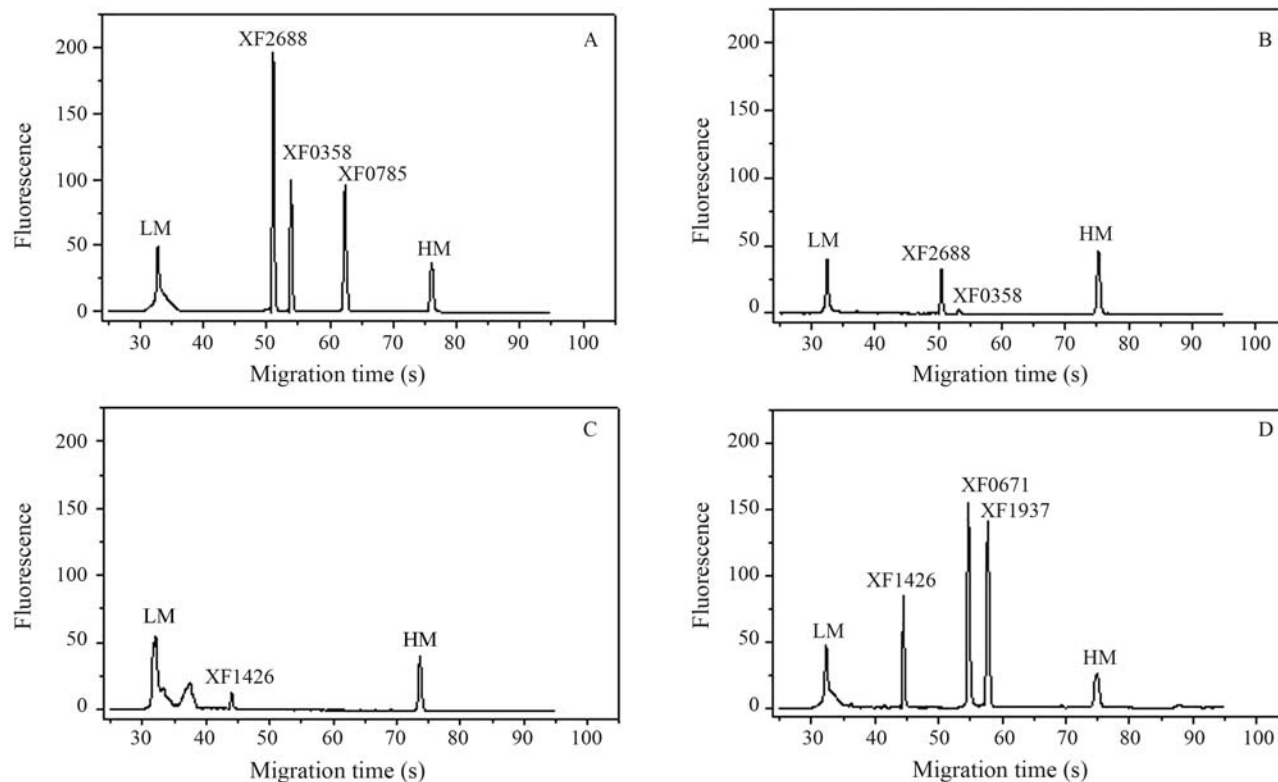 A
200
150
100
50
0
Fluorescence
XF2688
XF0358
XF0785
LM
HM
30 40 50 60 70 80 90 100
Migration time (s)
B
200
150
100
50
0
Fluorescence
LM
XF2688
XF0358
HM
30 40 50 60 70 80 90 100
Migration time (s)
C
200
150
100
50
0
Fluorescence
LM
XF1426
HM
30 40 50 60 70 80 90 100
Migration time (s)
D
200
150
100
50
0
Fluorescence
XF0671
XF1937
XF1426
LM
HM
30 40 50 60 70 80 90 100
Migration time (s)